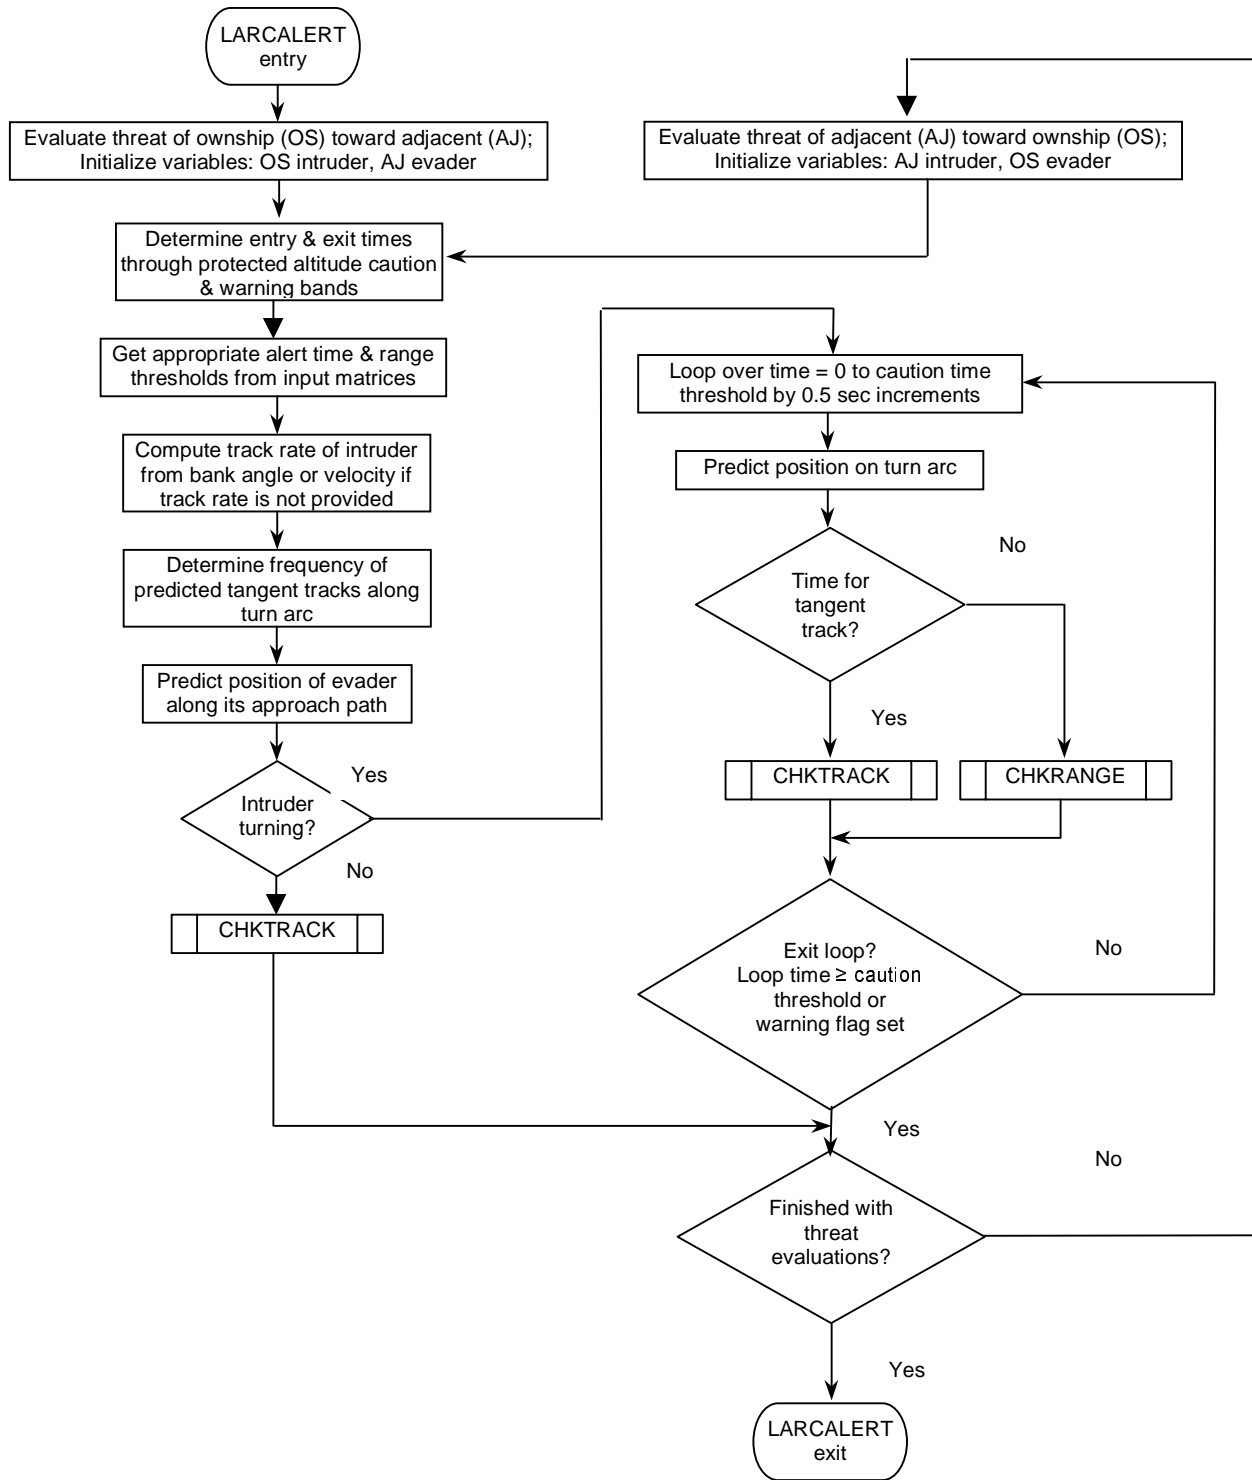 LARCALERT
entry
Evaluate threat of ownship (OS) toward adjacent (AJ);
Initialize variables: OS intruder, AJ evader
Evaluate threat of adjacent (AJ) toward ownship (OS);
Initialize variables: AJ intruder, OS evader
Determine entry & exit times
through protected altitude caution
& warning bands
Get appropriate alert time & range
thresholds from input matrices
Compute track rate of intruder
from bank angle or velocity if
track rate is not provided
Determine frequency of
predicted tangent tracks along
turn arc
Predict position of evader
along its approach path
Intruder
turning?
Yes
No
CHKTRACK
Loop over time = 0 to caution time
threshold by 0.5 sec increments
Predict position on turn arc
Time for
tangent
track?
No
Yes
CHKTRACK
CHKRANGE
Exit loop?
Loop time ≥ caution
threshold or
warning flag set
No
Yes
Finished with
threat
evaluations?
No
Yes
LARCALERT
exit